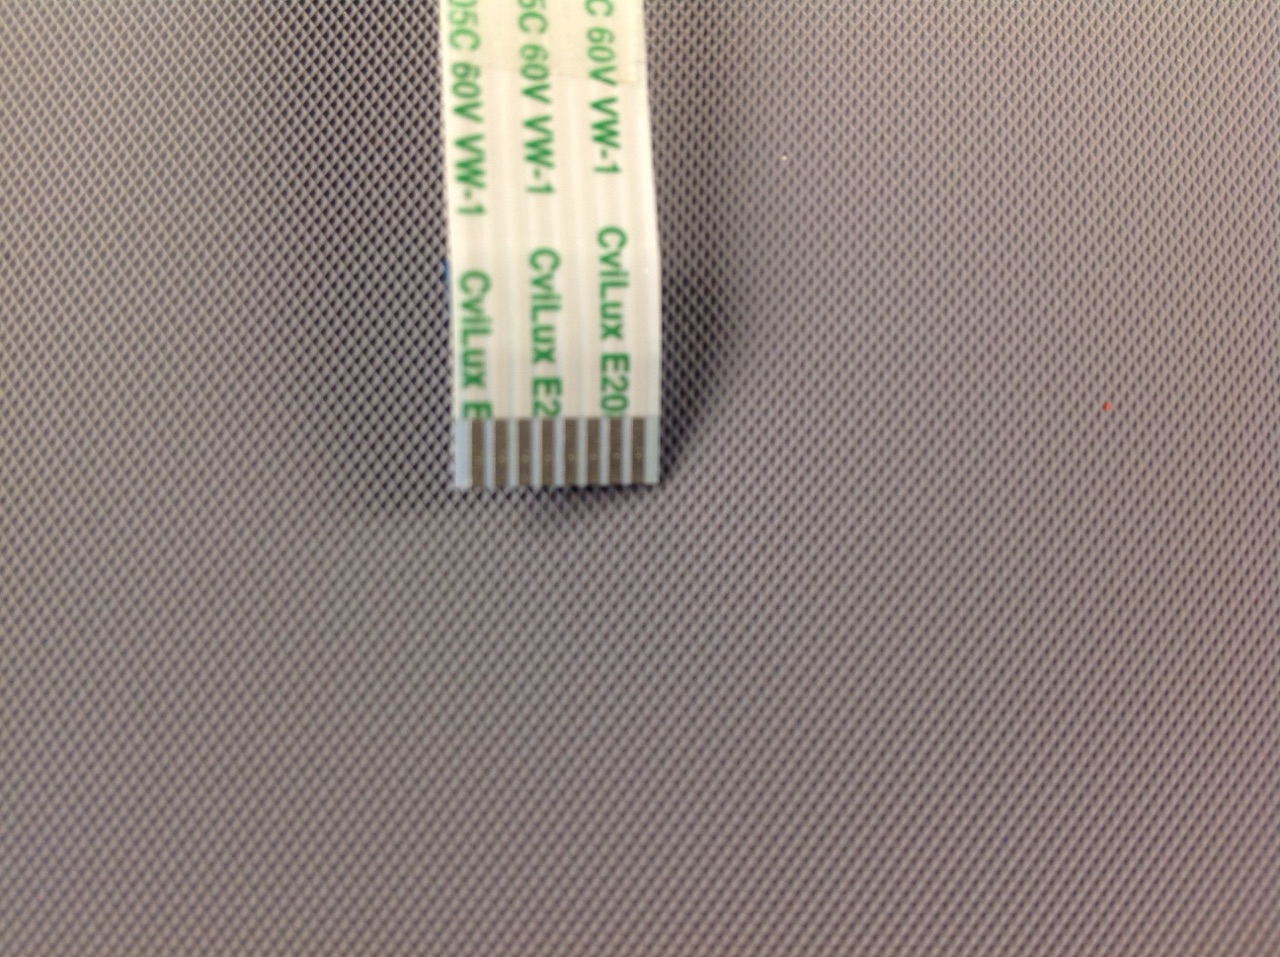 C 60V VW-1 CviLux E20
5C 60V VW-1 CviLux E2
05C 60V VW-1 CviLux E